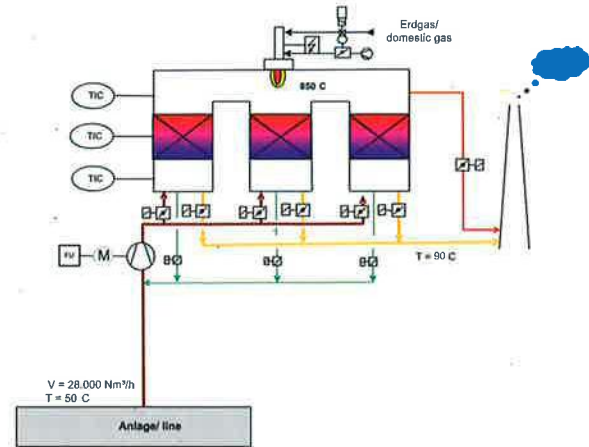 Erdgas/
domestic gas
850 C
TIC
TIC
TIC
FU
M
T = 90 C
V = 28.000 Nm³/h
T = 50 C
Anlage/ line